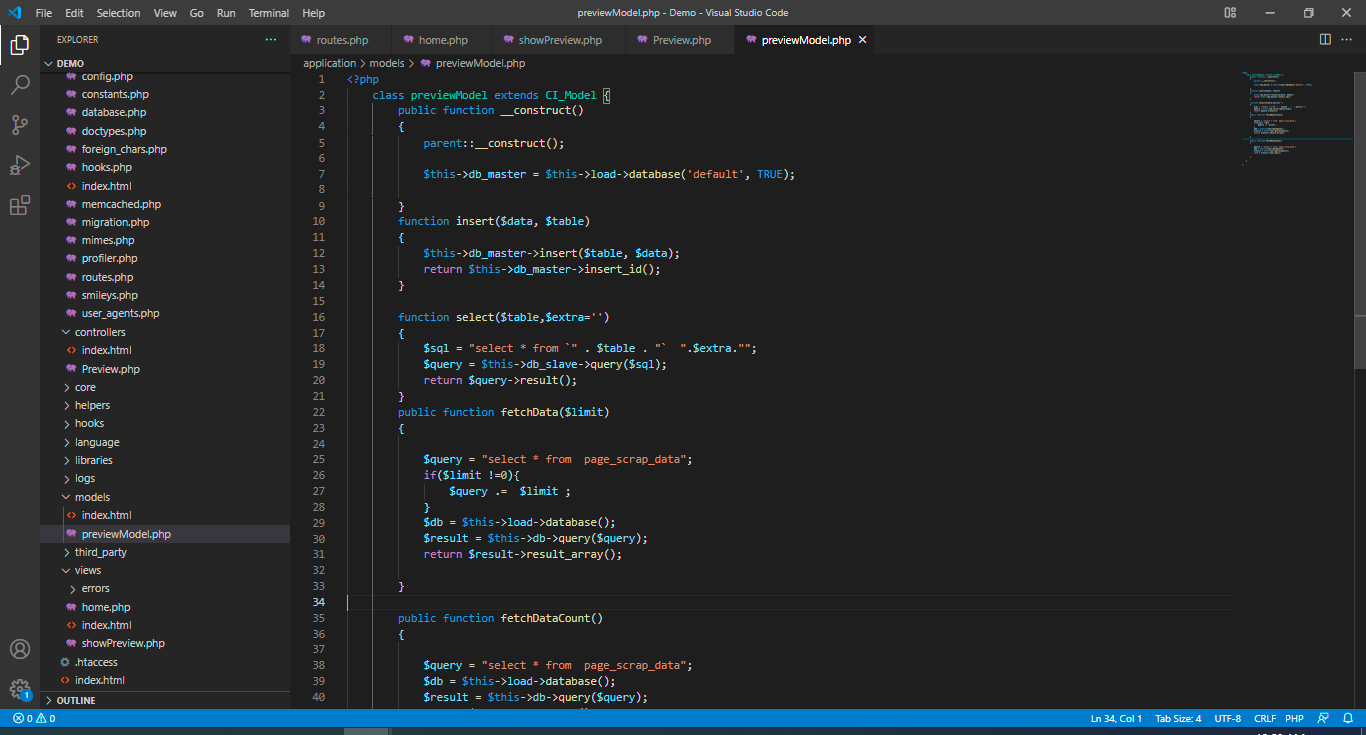 File Edit Selection View Go Run Terminal Help
previewModel.php - Demo - Visual Studio Code
EXPLORER
DEMO
config.php
constants.php
database.php
doctypes.php
foreign_chars.php
hooks.php
index.html
memcached.php
migration.php
mimes.php
profiler.php
routes.php
smileys.php
user_agents.php
controllers
index.html
Preview.php
core
helpers
hooks
language
libraries
logs
models
index.html
previewModel.php
third_party
views
errors
home.php
index.html
showPreview.php
.htaccess
index.html
OUTLINE
routes.php home.php showPreview.php Preview.php previewModel.php
application > models > previewModel.php
1 <?php
2 class previewModel extends CI_Model {
3 public function __construct()
4 {
5 parent::__construct();
6
7 $this->db_master = $this->load->database('default', TRUE);
8
9 }
10 function insert($data, $table)
11 {
12 $this->db_master->insert($table, $data);
13 return $this->db_master->insert_id();
14 }
15
16 function select($table,$extra='')
17 {
18 $sql = "select * from `" . $table . "`  ".$extra."";
19 $query = $this->db_slave->query($sql);
20 return $query->result();
21 }
22 public function fetchData($limit)
23 {
24
25 $query = "select * from  page_scrap_data";
26 if($limit !=0){
27 $query .=  $limit ;
28 }
29 $db = $this->load->database();
30 $result = $this->db->query($query);
31 return $result->result_array();
32
33 }
34
35 public function fetchDataCount()
36 {
37
38 $query = "select * from  page_scrap_data";
39 $db = $this->load->database();
40 $result = $this->db->query($query);
1
0 0
Ln 34, Col 1 Tab Size: 4 UTF-8 CRLF PHP